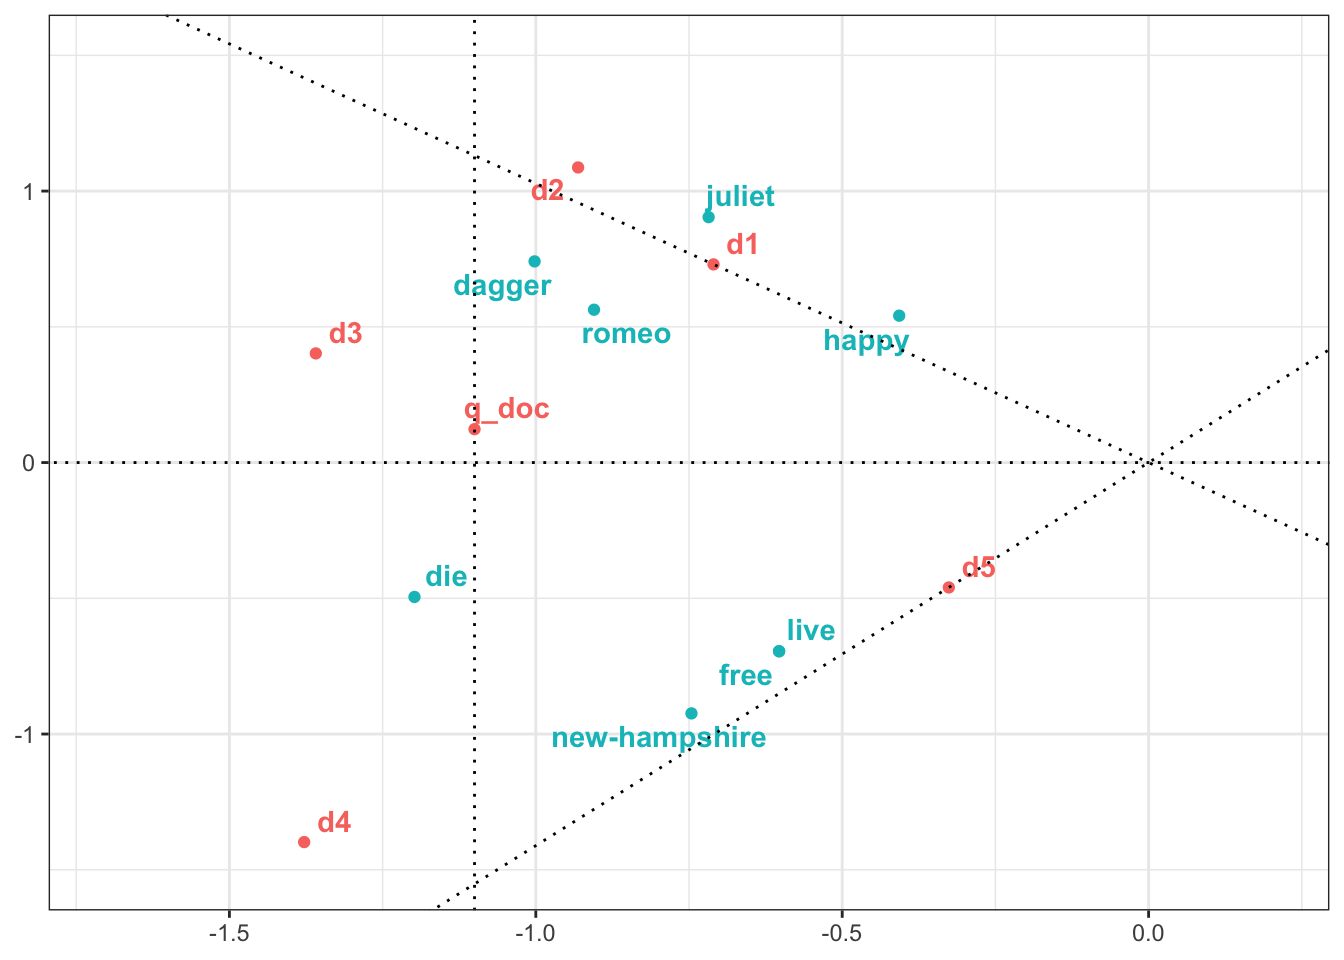 1
d2
juliet
d1
dagger
romeo
happy
d3
q_doc
0
die
d5
live
free
new-hampshire
-1
d4
-1.5
-1.0
-0.5
0.0